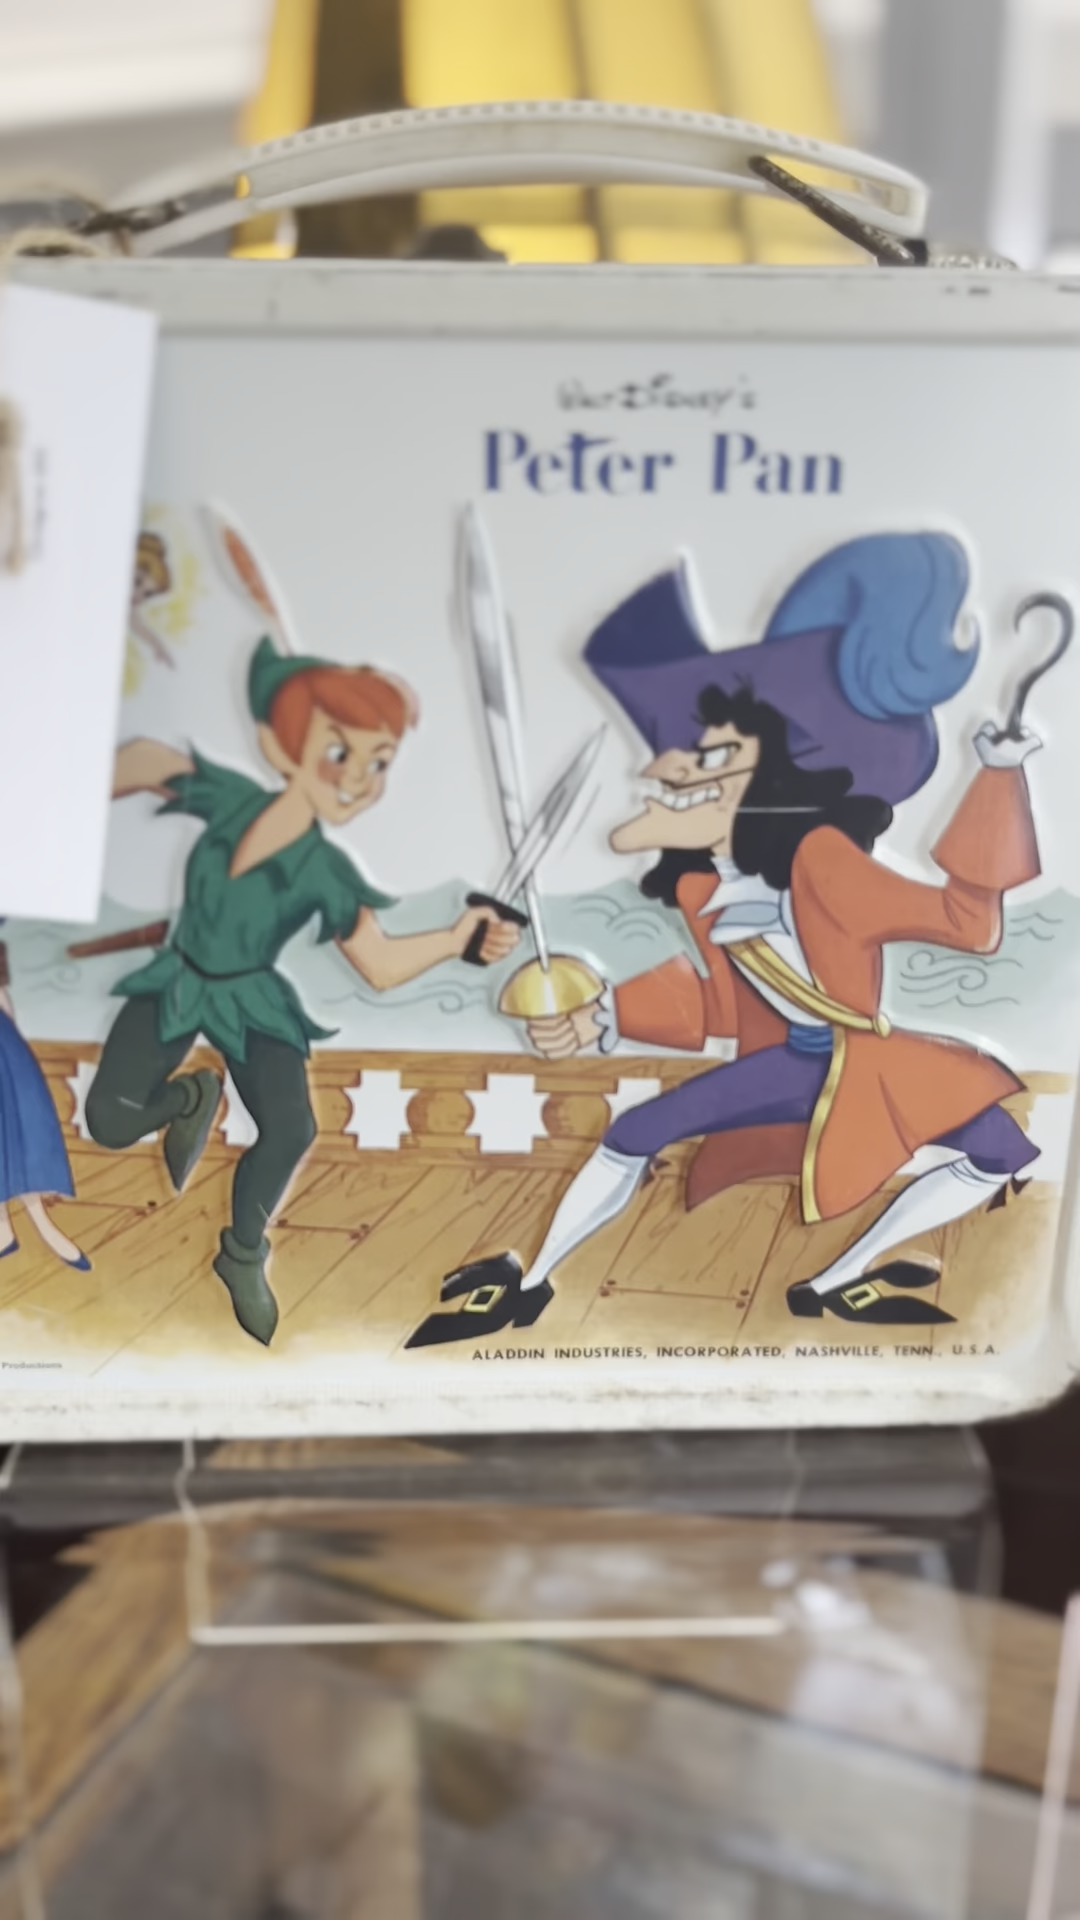 Walt Disney's
Peter Pan
Productions
ALADDIN INDUSTRIES, INCORPORATED, NASHVILLE, TENN., U.S.A.